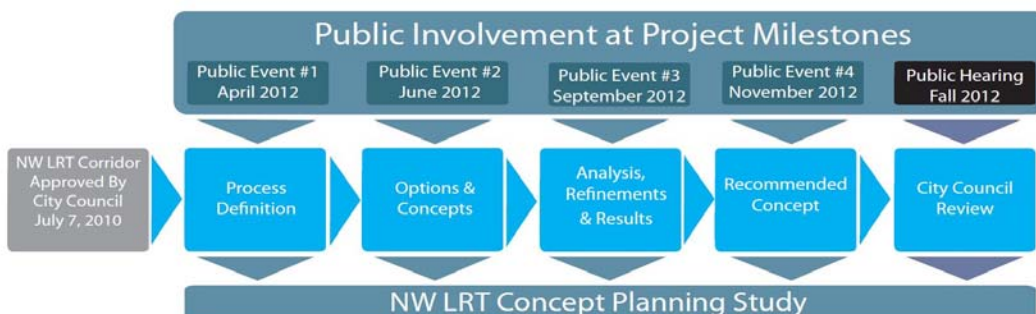 Public Involvement at Project Milestones
Public Event #1
April 2012
Public Event #2
June 2012
Public Event #3
September 2012
Public Event #4
November 2012
Public Hearing
Fall 2012
NW LRT Corridor
Approved By
City Council
July 7, 2010
Process
Definition
Options &
Concepts
Analysis,
Refinements
& Results
Recommended
Concept
City Council
Review
NW LRT Concept Planning Study